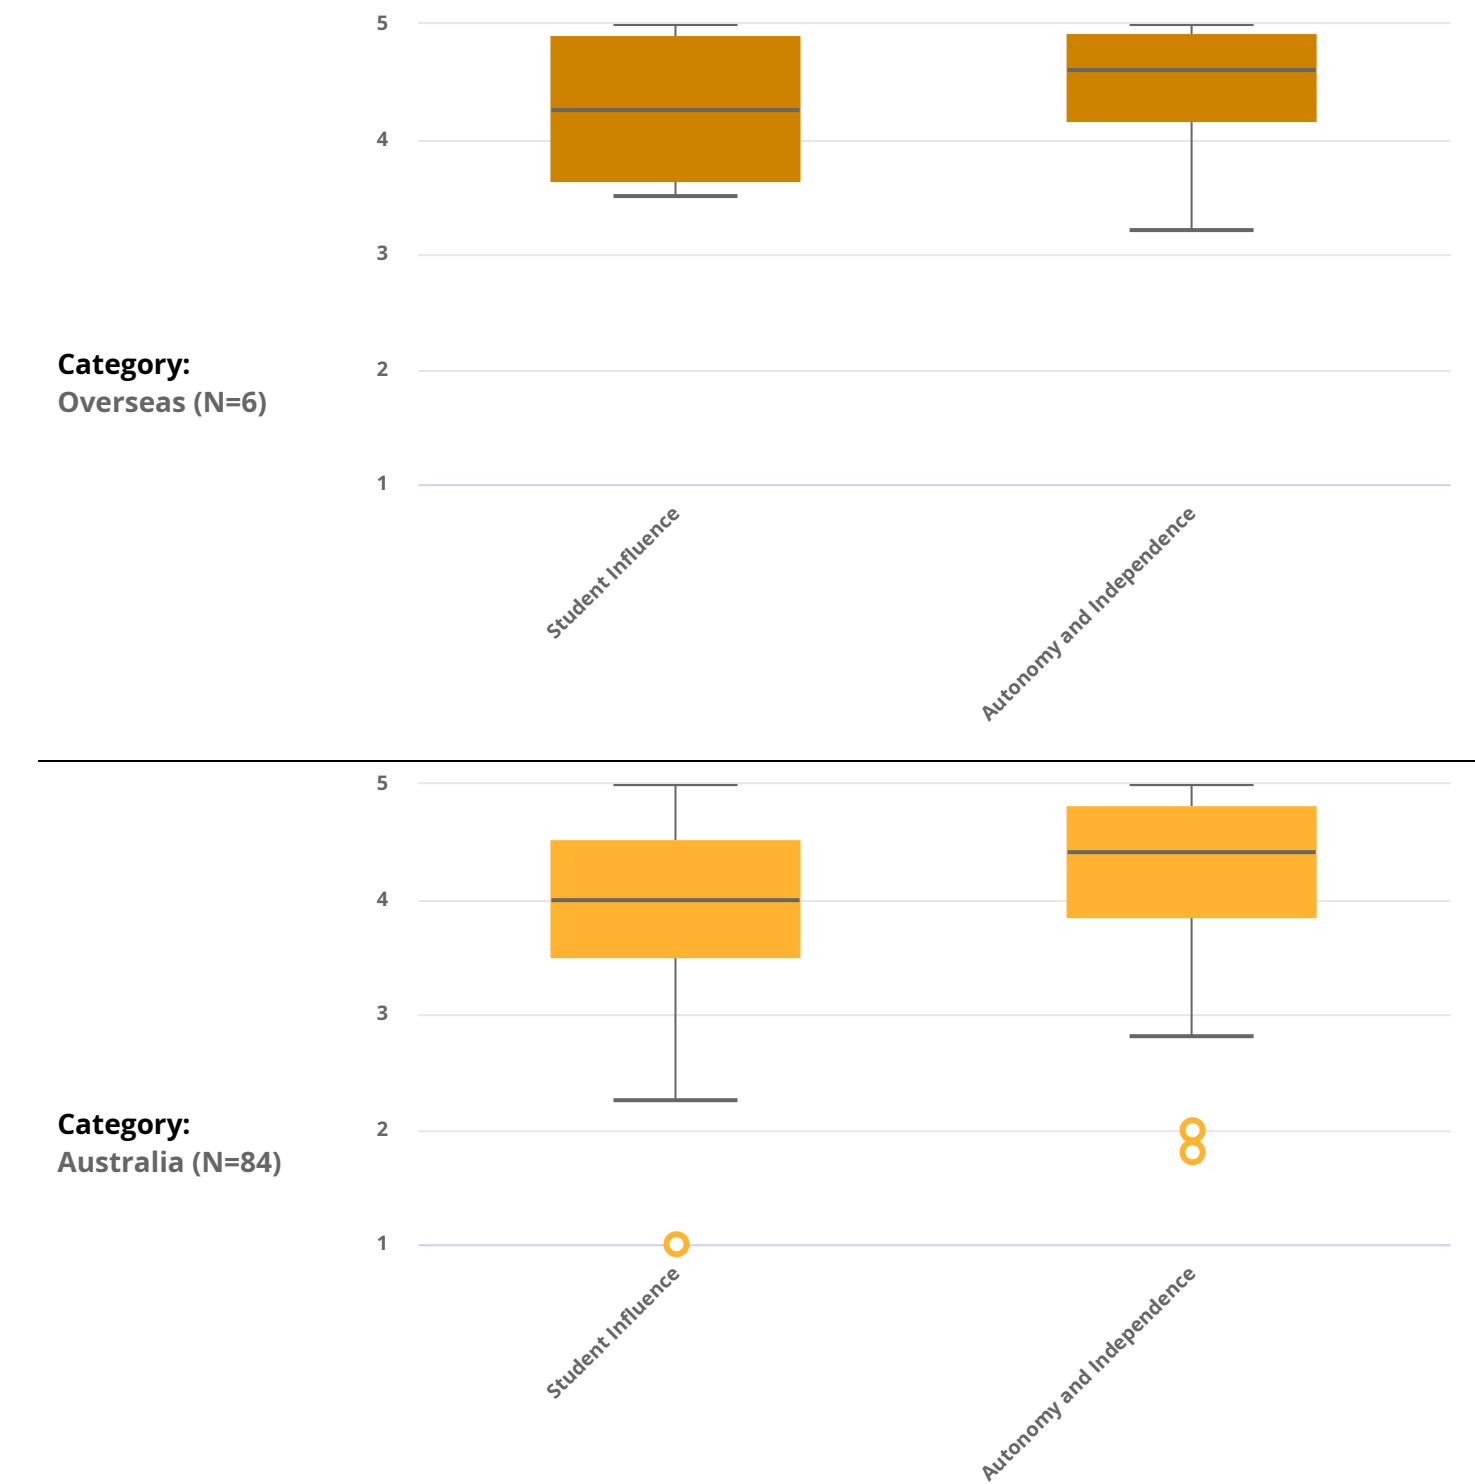 5
4
3
2
1
Category:
Overseas (N=6)
Student Influence
Autonomy and Independence
5
4
3
2
1
Category:
Australia (N=84)
Student Influence
Autonomy and Independence